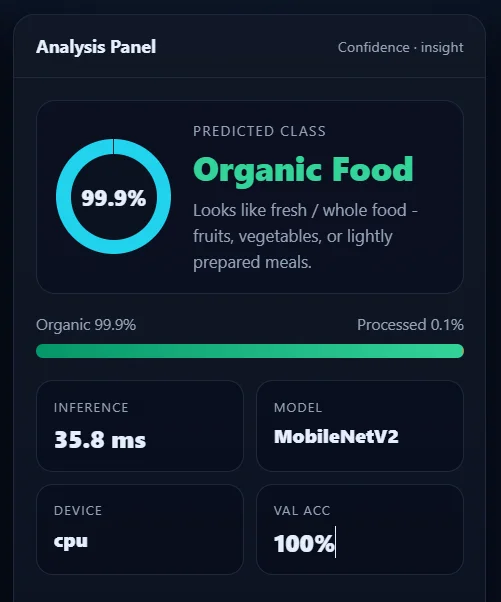 Analysis Panel
Confidence · insight
99.9%
PREDICTED CLASS
Organic Food
Looks like fresh / whole food -
fruits, vegetables, or lightly
prepared meals.
Organic 99.9%
Processed 0.1%
INFERENCE
35.8 ms
MODEL
MobileNetV2
DEVICE
cpu
VAL ACC
100%